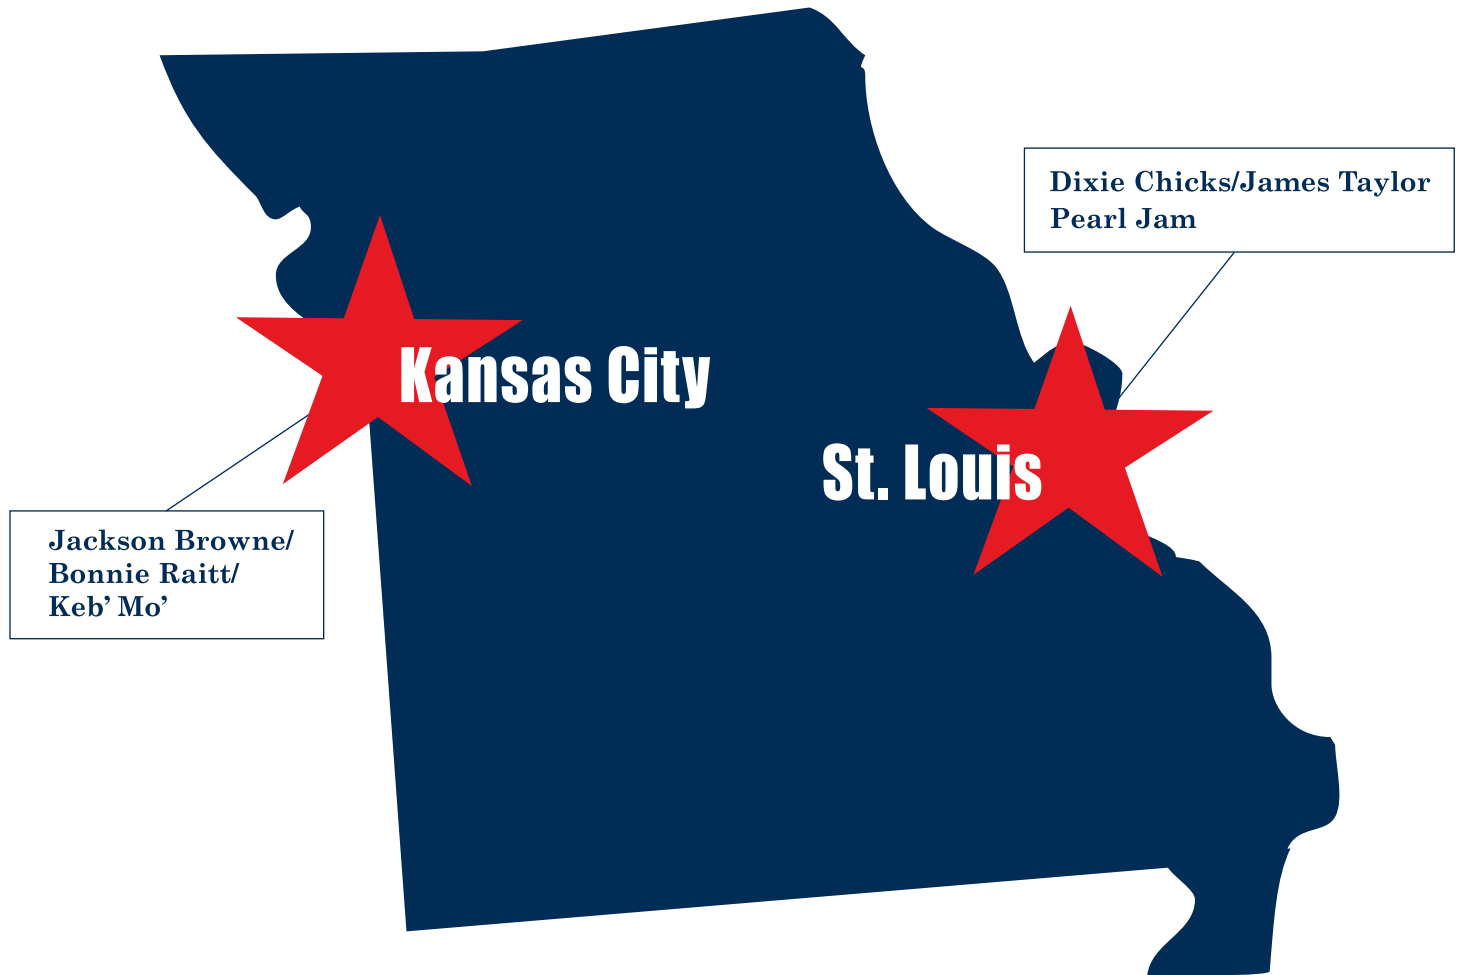 Dixie Chicks/James Taylor
Pearl Jam
Kansas City
St. Louis
Jackson Browne/
Bonnie Raitt/
Keb’ Mo’